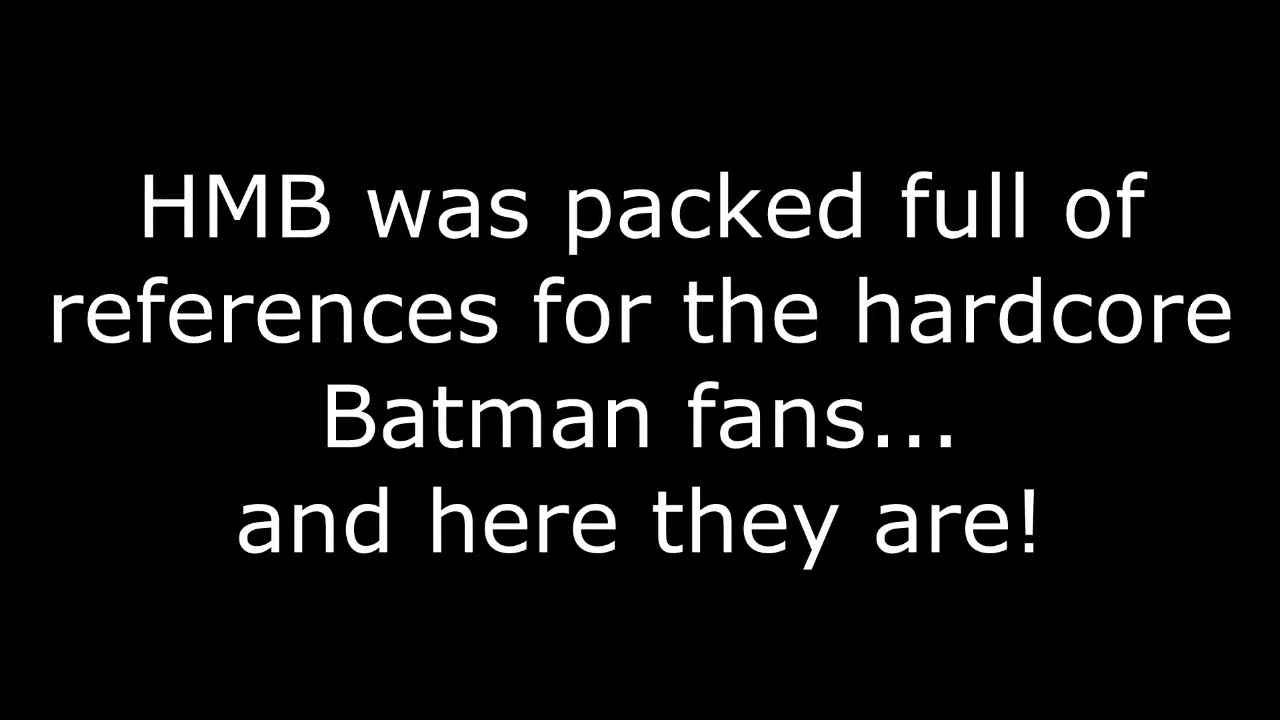 HMB was packed full of
references for the hardcore
Batman fans...
and here they are!